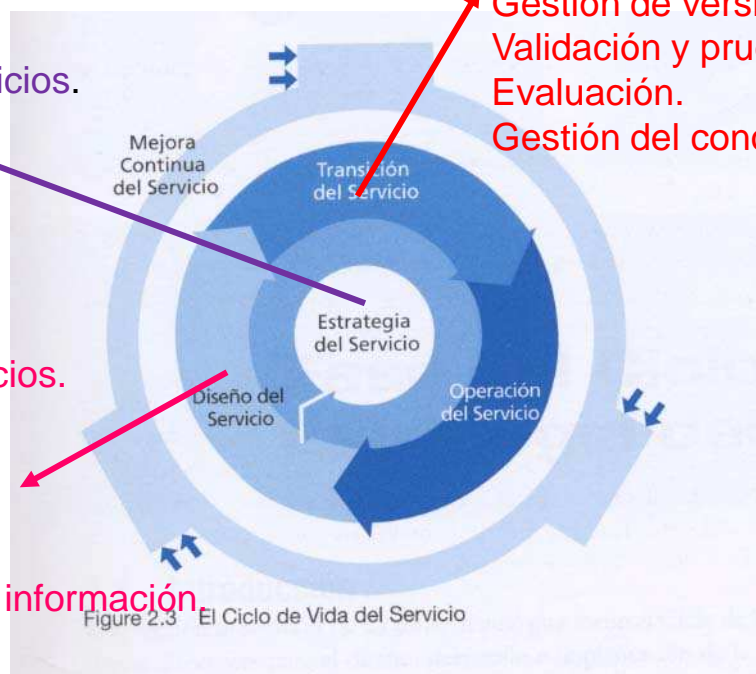 Gestión de versi
Validación y prue
Evaluación.
Gestión del cono
icios.
Mejora
Continua
del Servicio
Transición
del Servicio
Estrategia
del Servicio
cios.
Diseño del
Servicio
Operación
del Servicio
información.
Figure 2.3 El Ciclo de Vida del Servicio